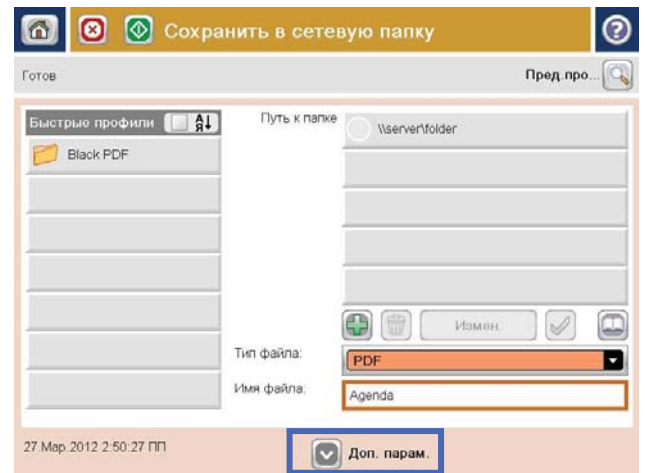 Сохранить в сетевую папку
Готов
Пред.про...
Быстрые профили
АЯ
Путь к папке
\\server\folder
Black PDF
Измен.
Тип файла:
PDF
Имя файла:
Agenda
27.Мар.2012 2:50:27 ПП
Доп. парам.